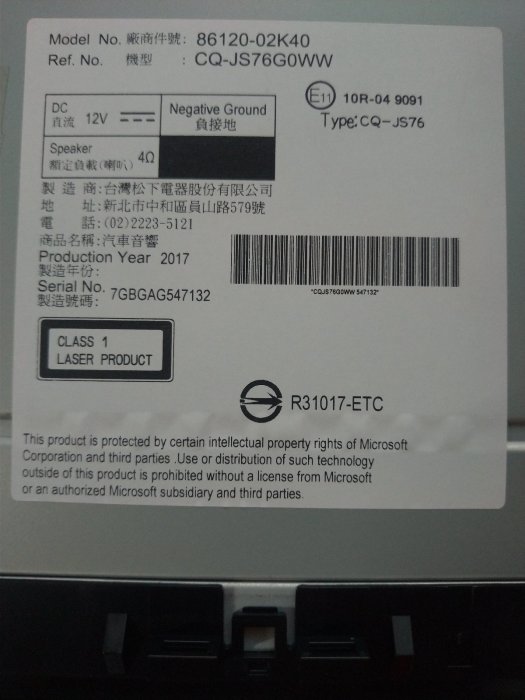 Model No. 廠商件號: 86120-02K40
Ref. No. 機型 : CQ-JS76G0WW
E11 10R-04 9091
Type:CQ-JS76
DC
直流 12V
Negative Ground
負接地
Speaker
額定負載(喇叭) 4Ω
製 造 商:台灣松下電器股份有限公司
地 址:新北市中和區員山路579號
電 話:(02)2223-5121
商品名稱:汽車音響
Production Year 2017
製造年份:
Serial No. 7GBGAG547132
製造號碼:
*CQJS76G0WW 547132*
CLASS 1
LASER PRODUCT
R31017-ETC
This product is protected by certain intellectual property rights of Microsoft
Corporation and third parties .Use or distribution of such technology
outside of this product is prohibited without a license from Microsoft
or an authorized Microsoft subsidiary and third parties.